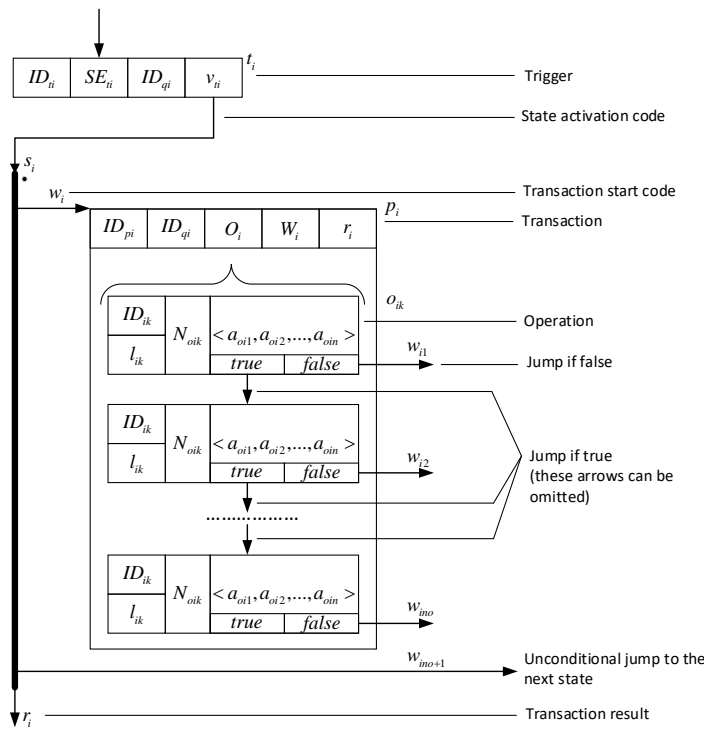 t_i
ID_ti SE_ti ID_qi v_ti
Trigger
State activation code
s_i
w_i
Transaction start code
p_i
Transaction
ID_pi ID_qi O_i W_i r_i
o_ik
ID_ik
N_oik < a_oi1, a_oi2, ..., a_oin >
Operation
l_ik
true false
w_i1
Jump if false
ID_ik
N_oik < a_oi1, a_oi2, ..., a_oin >
l_ik
true false
w_i2
Jump if true
(these arrows can be
omitted)
..................
ID_ik
N_oik < a_oi1, a_oi2, ..., a_oin >
l_ik
true false
w_ino
w_ino+1
Unconditional jump to the
next state
r_i
Transaction result